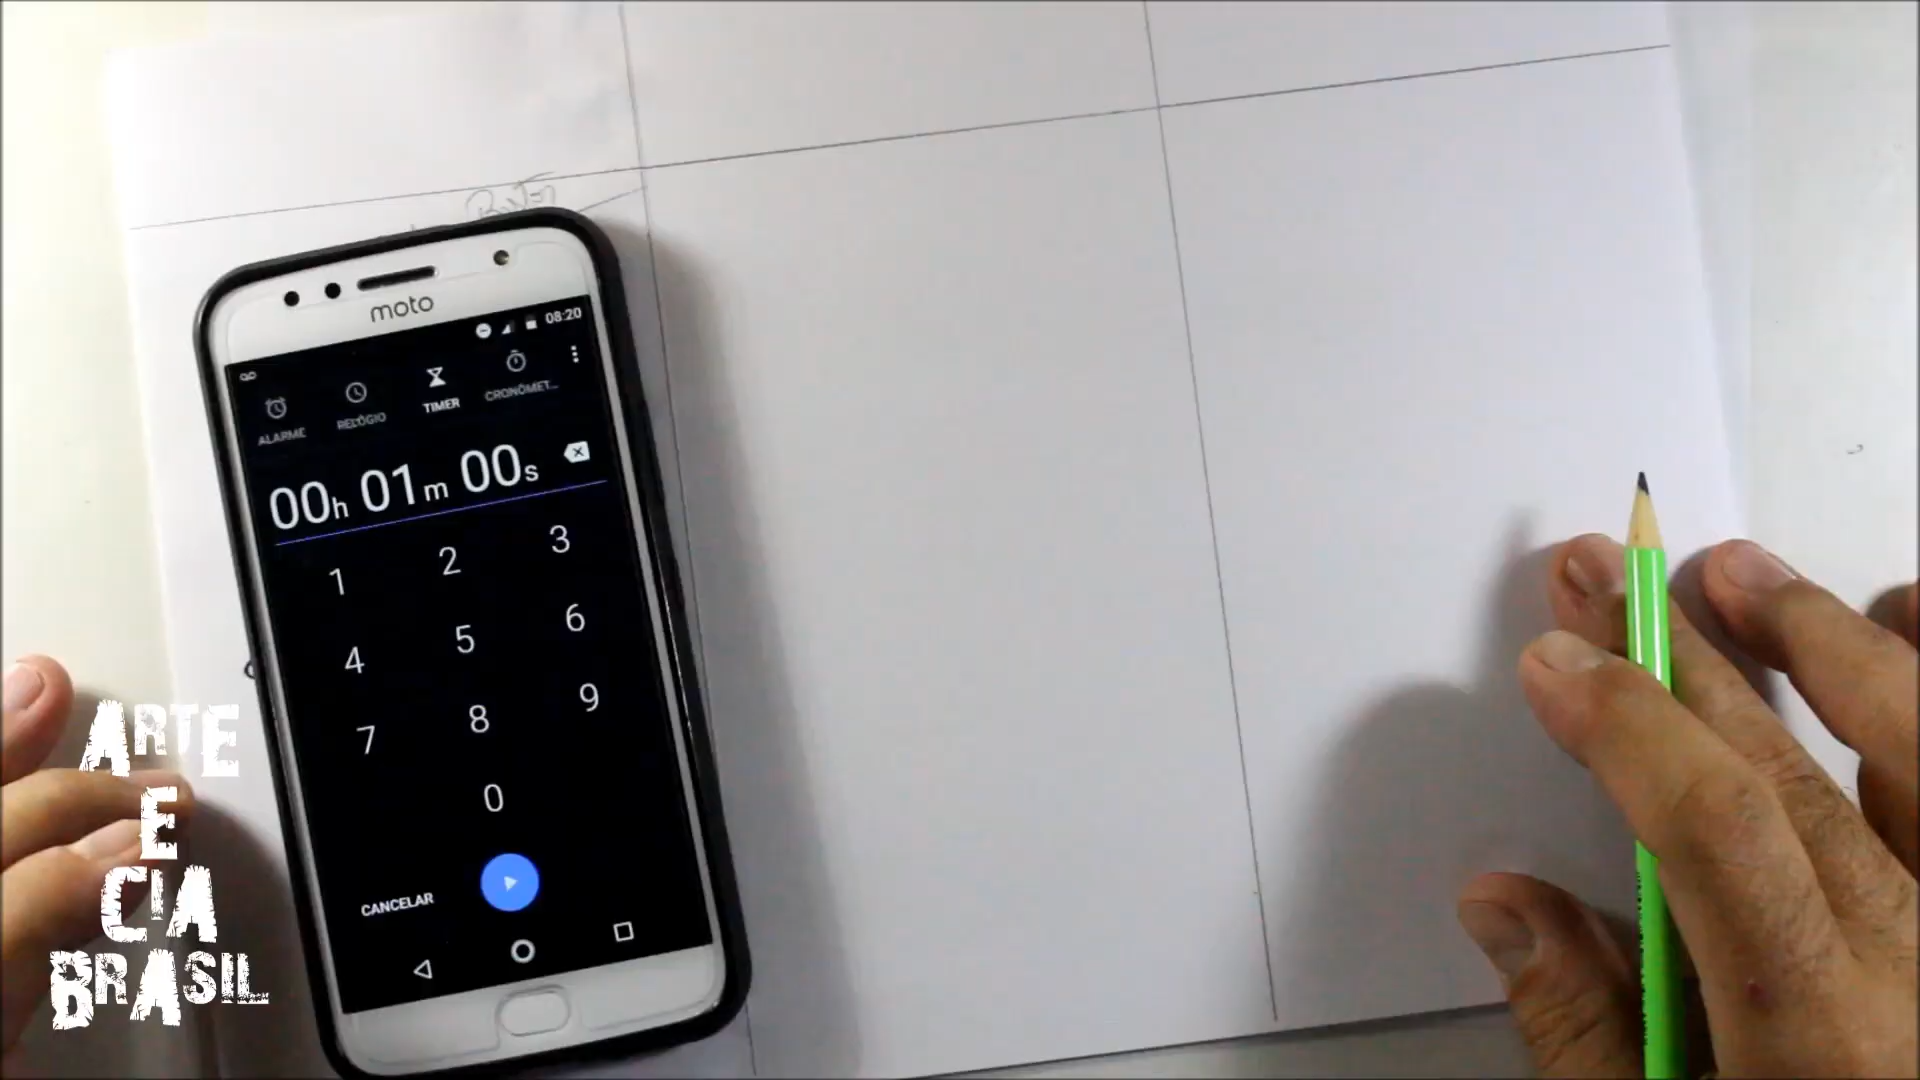 moto
08:20
ALARME RELÓGIO TIMER CRONÔMET...
00h 01m 00s
1 2 3
4 5 6
7 8 9
0
CANCELAR
ARTE
E
CIA
BRASIL